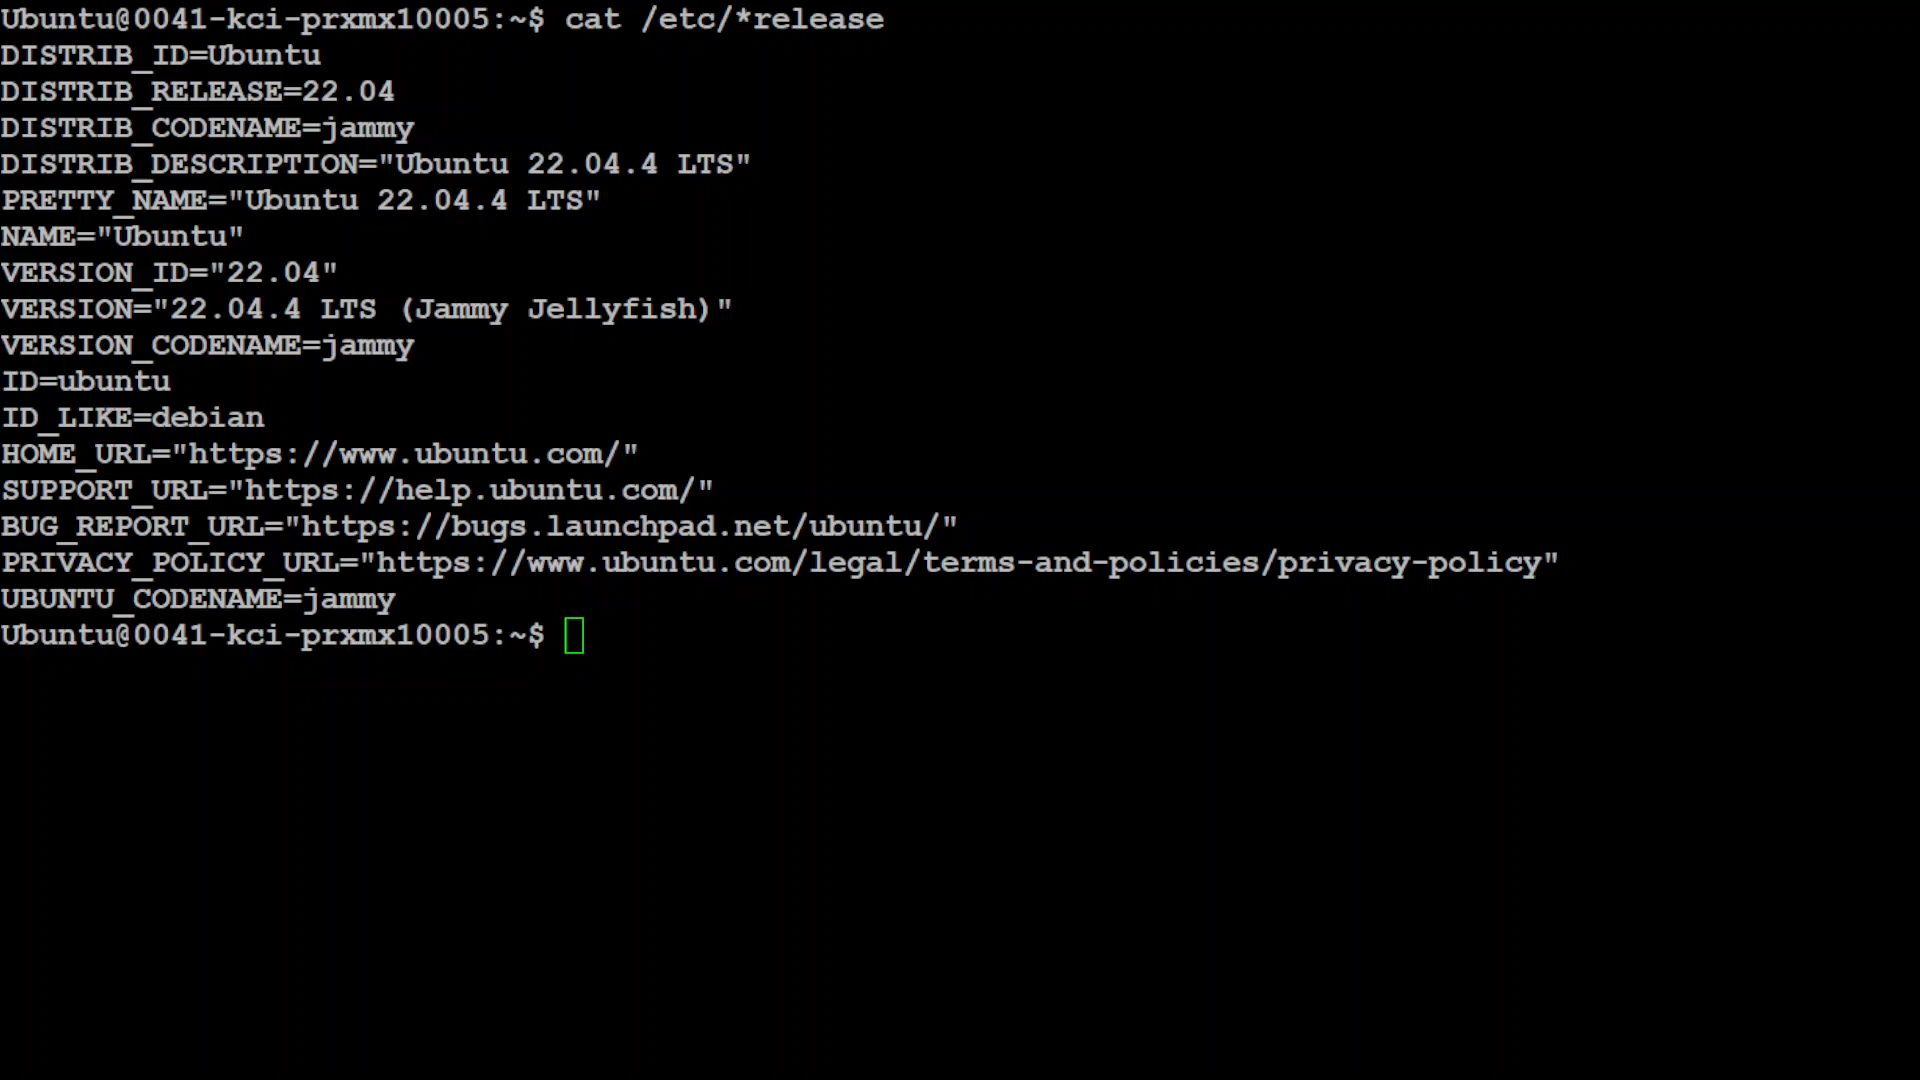 Ubuntu@0041-kci-prxmx10005:~$ cat /etc/*release
DISTRIB_ID=Ubuntu
DISTRIB_RELEASE=22.04
DISTRIB_CODENAME=jammy
DISTRIB_DESCRIPTION="Ubuntu 22.04.4 LTS"
PRETTY_NAME="Ubuntu 22.04.4 LTS"
NAME="Ubuntu"
VERSION_ID="22.04"
VERSION="22.04.4 LTS (Jammy Jellyfish)"
VERSION_CODENAME=jammy
ID=ubuntu
ID_LIKE=debian
HOME_URL="https://www.ubuntu.com/"
SUPPORT_URL="https://help.ubuntu.com/"
BUG_REPORT_URL="https://bugs.launchpad.net/ubuntu/"
PRIVACY_POLICY_URL="https://www.ubuntu.com/legal/terms-and-policies/privacy-policy"
UBUNTU_CODENAME=jammy
Ubuntu@0041-kci-prxmx10005:~$